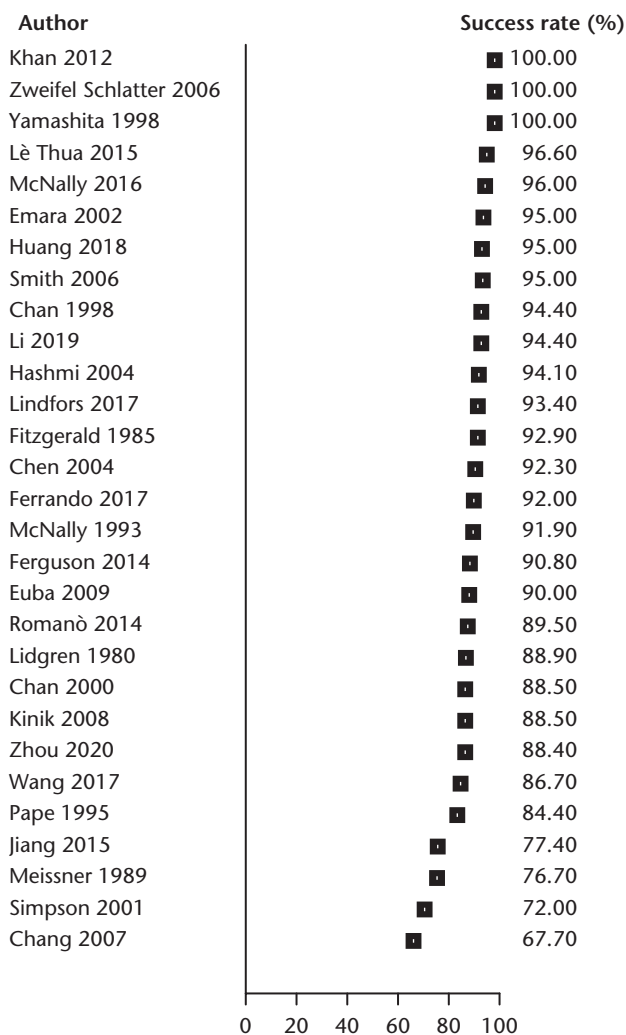 Author Success rate (%)
Khan 2012 100.00
Zweifel Schlatter 2006 100.00
Yamashita 1998 100.00
Lè Thua 2015 96.60
McNally 2016 96.00
Emara 2002 95.00
Huang 2018 95.00
Smith 2006 95.00
Chan 1998 94.40
Li 2019 94.40
Hashmi 2004 94.10
Lindfors 2017 93.40
Fitzgerald 1985 92.90
Chen 2004 92.30
Ferrando 2017 92.00
McNally 1993 91.90
Ferguson 2014 90.80
Euba 2009 90.00
Romanò 2014 89.50
Lidgren 1980 88.90
Chan 2000 88.50
Kinik 2008 88.50
Zhou 2020 88.40
Wang 2017 86.70
Pape 1995 84.40
Jiang 2015 77.40
Meissner 1989 76.70
Simpson 2001 72.00
Chang 2007 67.70
0 20 40 60 80 100